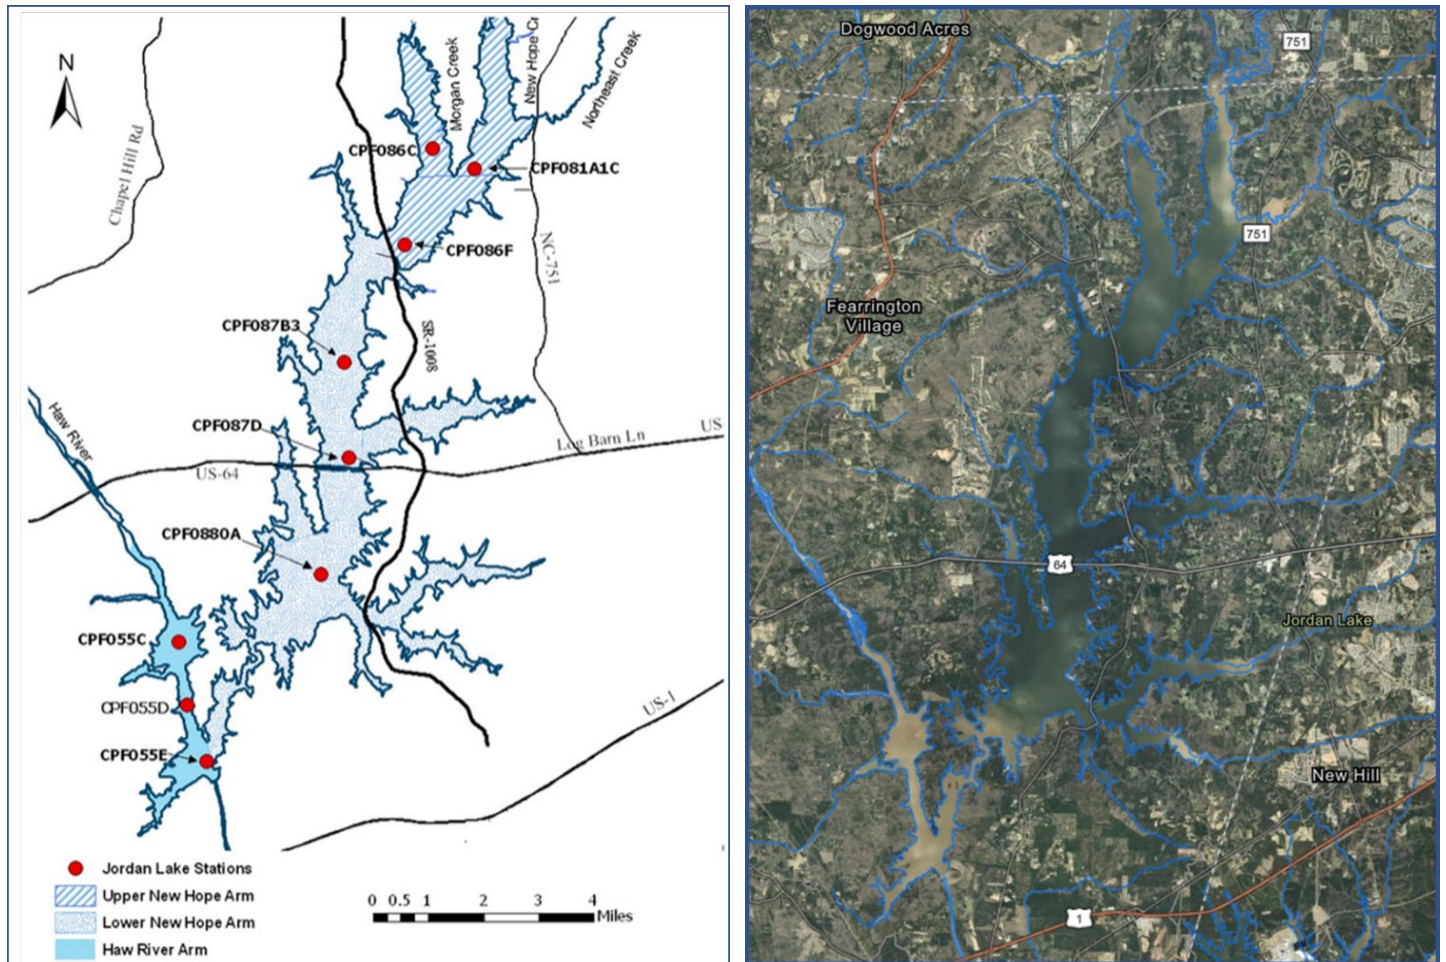 N
Morgan Creek
New Hope Cr
Northeast Creek
Chapel Hill Rd
CPF086C
CPF081A1C
CPF086F
NC-751
CPF087B3
SR-1008
Haw River
CPF087D
Log Barn Ln
US
US-64
CPF0880A
CPF055C
CPF055D
US-1
CPF055E
Jordan Lake Stations
Upper New Hope Arm
Lower New Hope Arm
Haw River Arm
0 0.5 1 2 3 4
Miles
Dogwood Acres
751
751
Fearrington
Village
64
Jordan Lake
New Hill
1